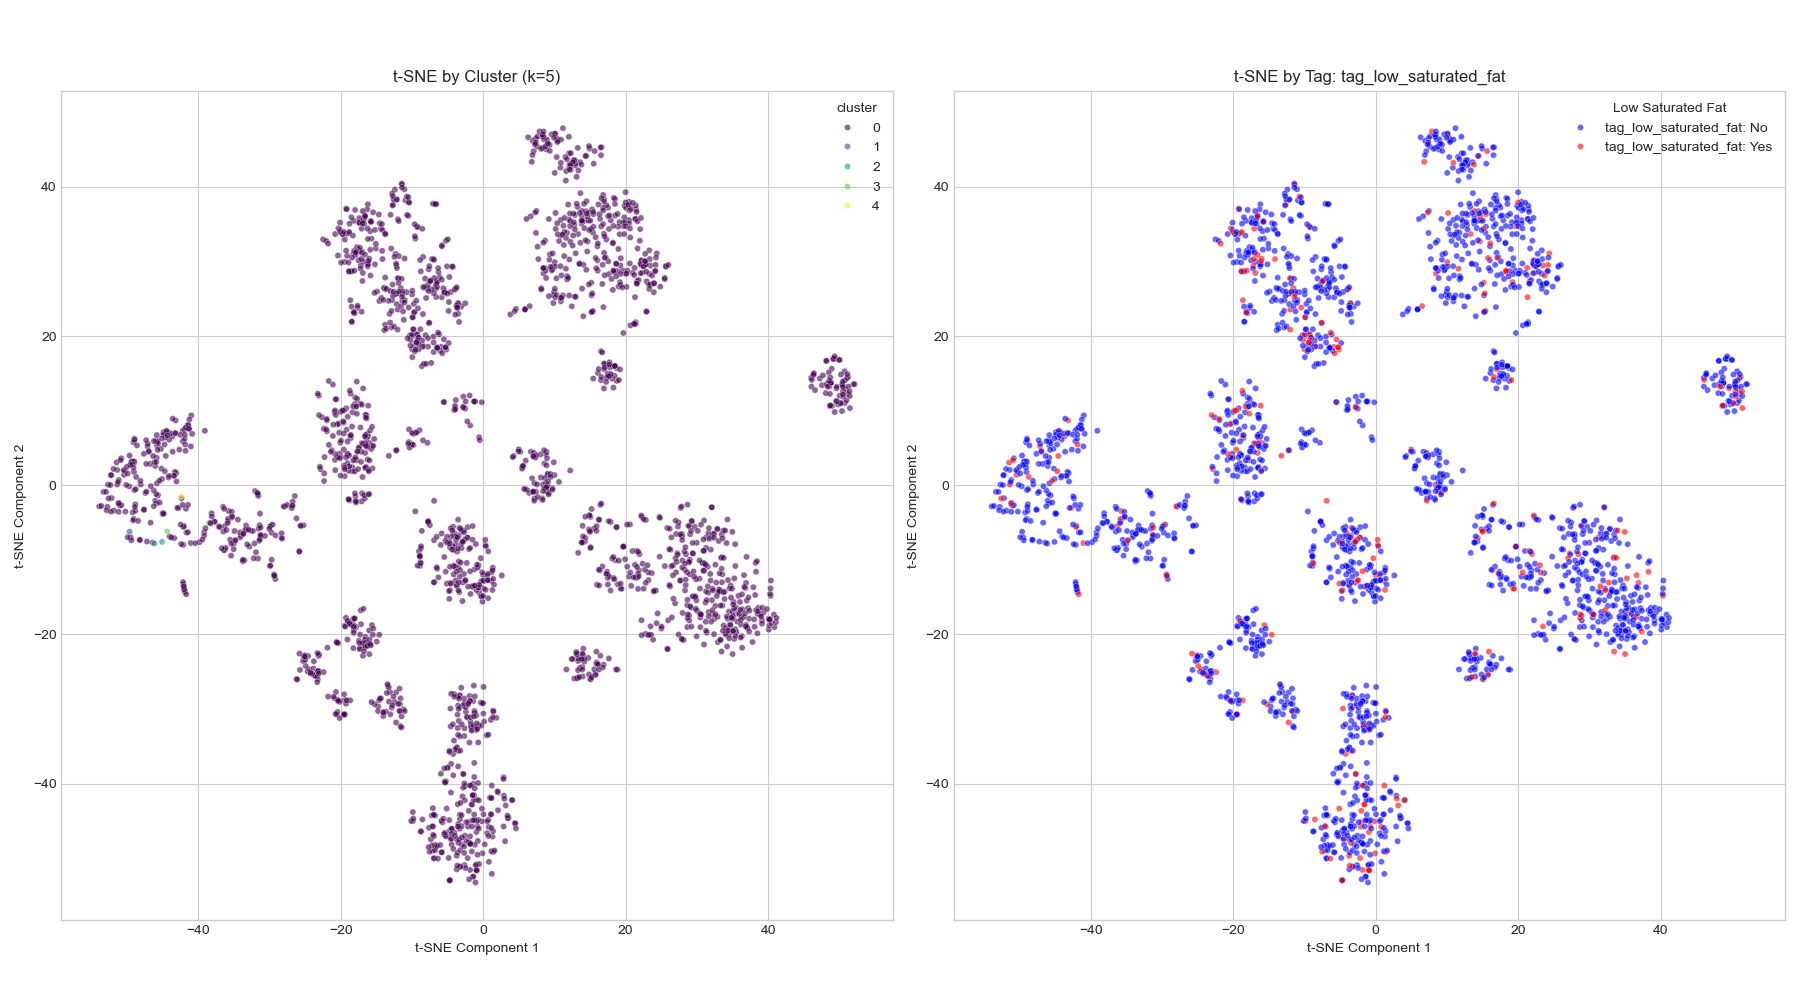 t-SNE by Cluster (k=5)
cluster
0
1
2
3
4
40
20
0
−20
−40
t-SNE Component 2
−40
−20
0
20
40
t-SNE Component 1
t-SNE by Tag: tag_low_saturated_fat
Low Saturated Fat
tag_low_saturated_fat: No
tag_low_saturated_fat: Yes
40
20
0
−20
−40
t-SNE Component 2
−40
−20
0
20
40
t-SNE Component 1